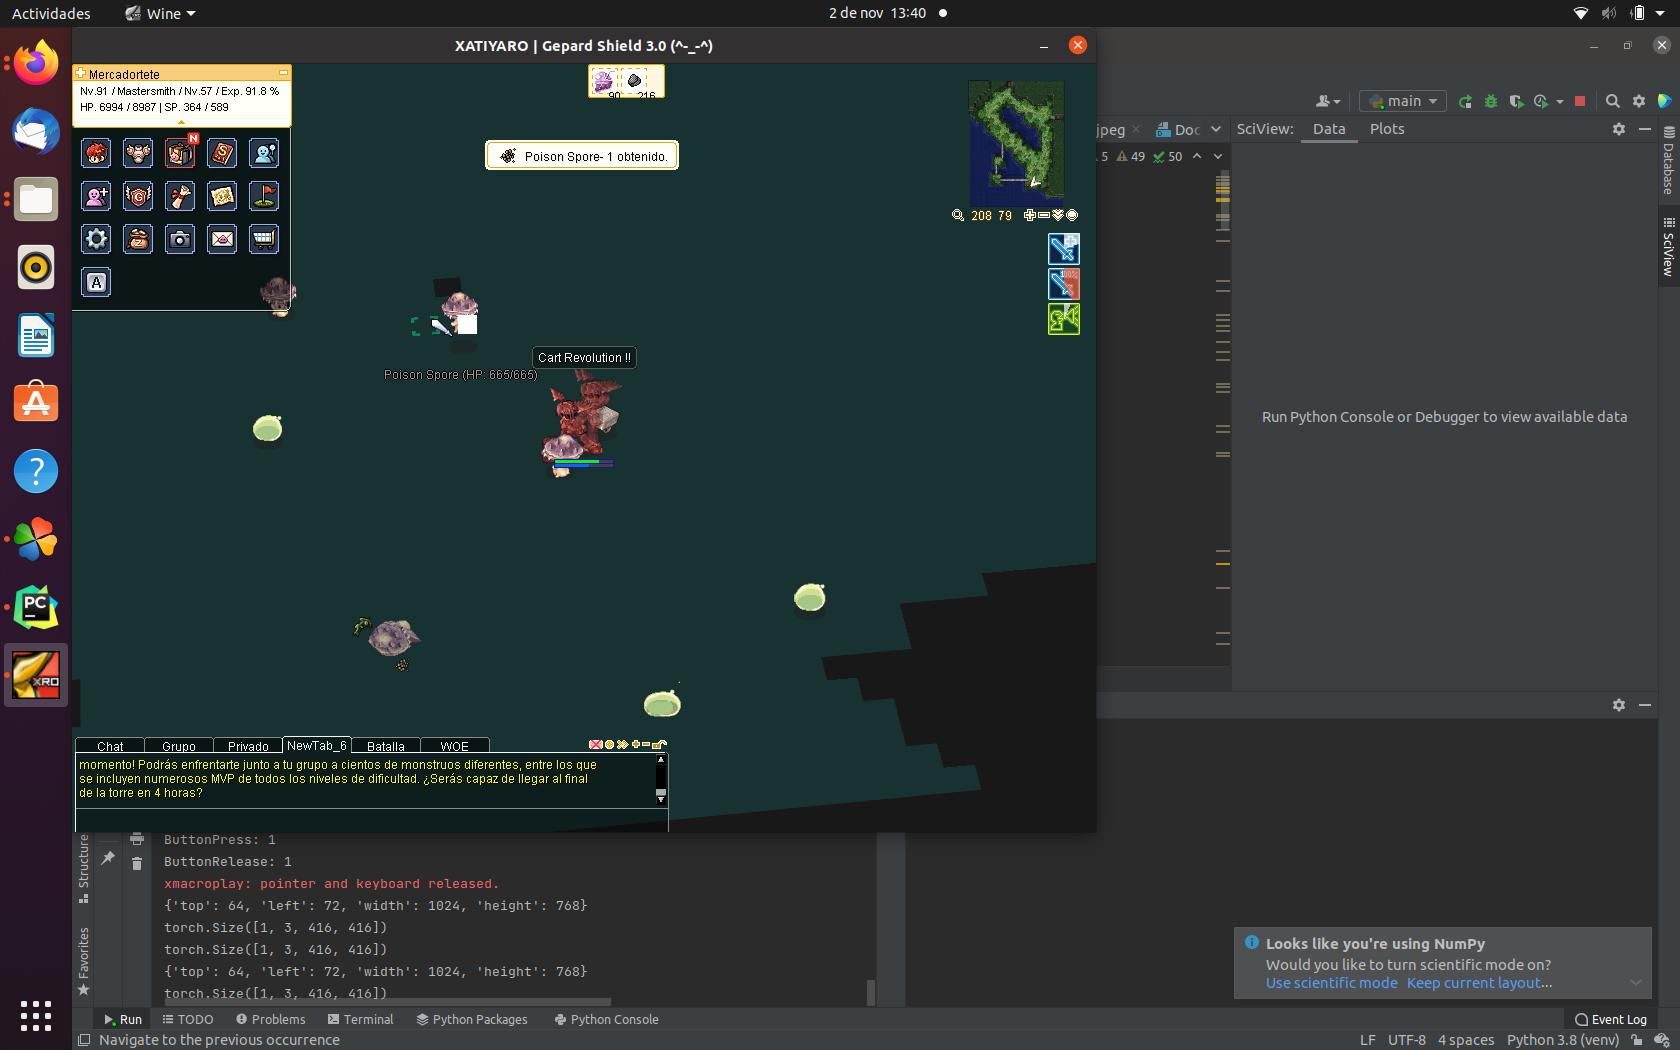 Actividades
Wine
2 de nov 13:40
XATIYARO | Gepard Shield 3.0 (^-_-^)
Mercadortete
Nv.91 / Mastersmith / Nv.57 / Exp. 91.8 %
HP. 6994 / 8987 | SP. 364 / 589
N
A
90
216
Poison Spore- 1 obtenido.
208 79
100%
Cart Revolution !!
Poison Spore (HP: 665/665)
Chat
Grupo
Privado
NewTab_6
Batalla
WOE
momento! Podrás enfrentarte junto a tu grupo a cientos de monstruos diferentes, entre los que
se incluyen numerosos MVP de todos los niveles de dificultad. ¿Serás capaz de llegar al final
de la torre en 4 horas?
main
jpeg
Doc
SciView:
Data
Plots
5
49
50
Database
SciView
Run Python Console or Debugger to view available data
PC
XRO
Structure
Favorites
ButtonPress: 1
ButtonRelease: 1
xmacroplay: pointer and keyboard released.
{'top': 64, 'left': 72, 'width': 1024, 'height': 768}
torch.Size([1, 3, 416, 416])
torch.Size([1, 3, 416, 416])
{'top': 64, 'left': 72, 'width': 1024, 'height': 768}
torch.Size([1, 3, 416, 416])
Looks like you're using NumPy
Would you like to turn scientific mode on?
Use scientific mode Keep current layout...
Run
TODO
Problems
Terminal
Python Packages
Python Console
Event Log
Navigate to the previous occurrence
LF UTF-8 4 spaces Python 3.8 (venv)